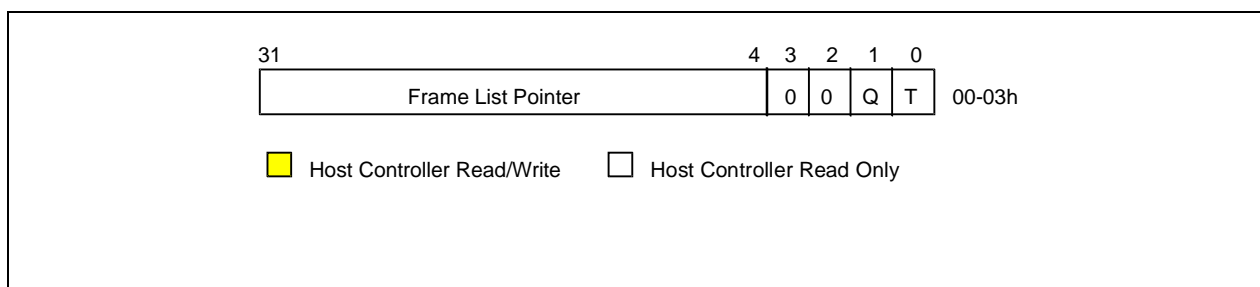 31 4 3 2 1 0
Frame List Pointer 0 0 Q T 00-03h
Host Controller Read/Write Host Controller Read Only